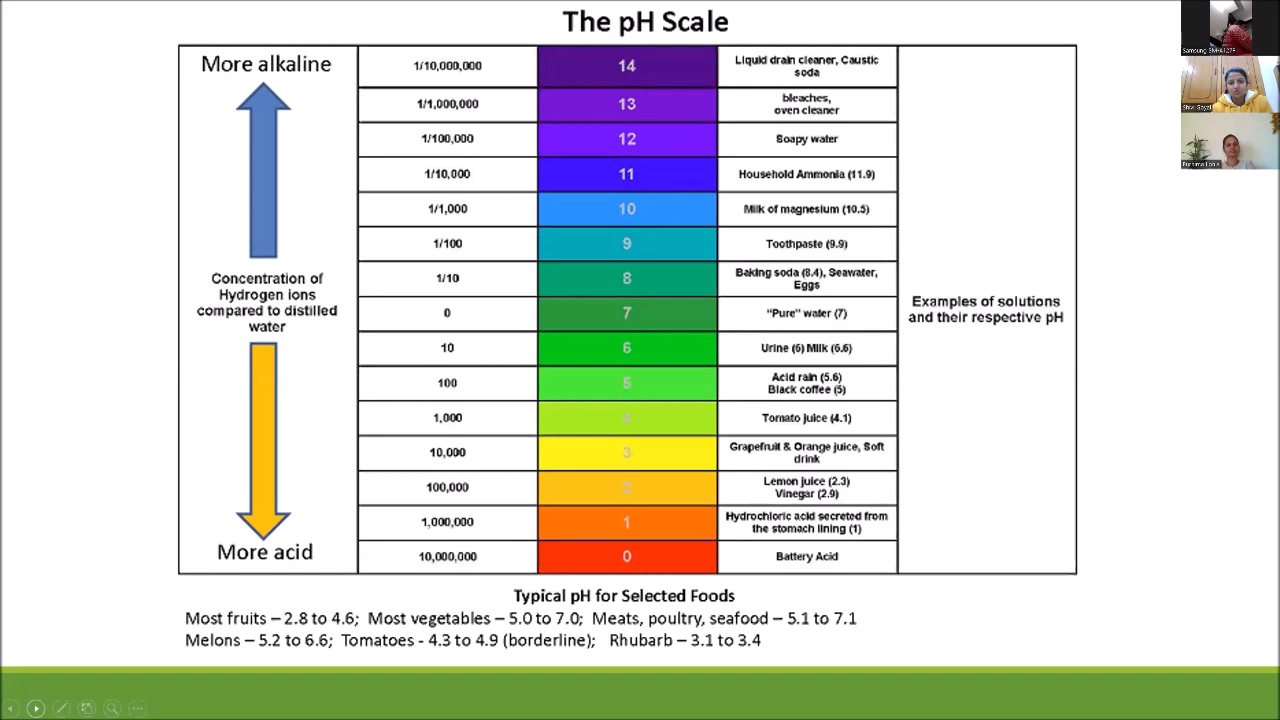 The pH Scale
More alkaline
Concentration of
Hydrogen ions
compared to distilled
water
More acid
1/10,000,000
14
Liquid drain cleaner, Caustic
soda
1/1,000,000
13
bleaches,
oven cleaner
1/100,000
12
Soapy water
1/10,000
11
Household Ammonia (11.9)
1/1,000
10
Milk of magnesium (10.5)
1/100
9
Toothpaste (9.9)
1/10
8
Baking soda (8.4), Seawater,
Eggs
0
7
“Pure” water (7)
10
6
Urine (6) Milk (6.6)
100
5
Acid rain (5.6)
Black coffee (5)
1,000
4
Tomato juice (4.1)
10,000
3
Grapefruit & Orange juice, Soft
drink
100,000
2
Lemon juice (2.3)
Vinegar (2.9)
1,000,000
1
Hydrochloric acid secreted from
the stomach lining (1)
10,000,000
0
Battery Acid
Examples of solutions
and their respective pH
Typical pH for Selected Foods
Most fruits – 2.8 to 4.6; Most vegetables – 5.0 to 7.0; Meats, poultry, seafood – 5.1 to 7.1
Melons – 5.2 to 6.6; Tomatoes - 4.3 to 4.9 (borderline); Rhubarb – 3.1 to 3.4
Samsung